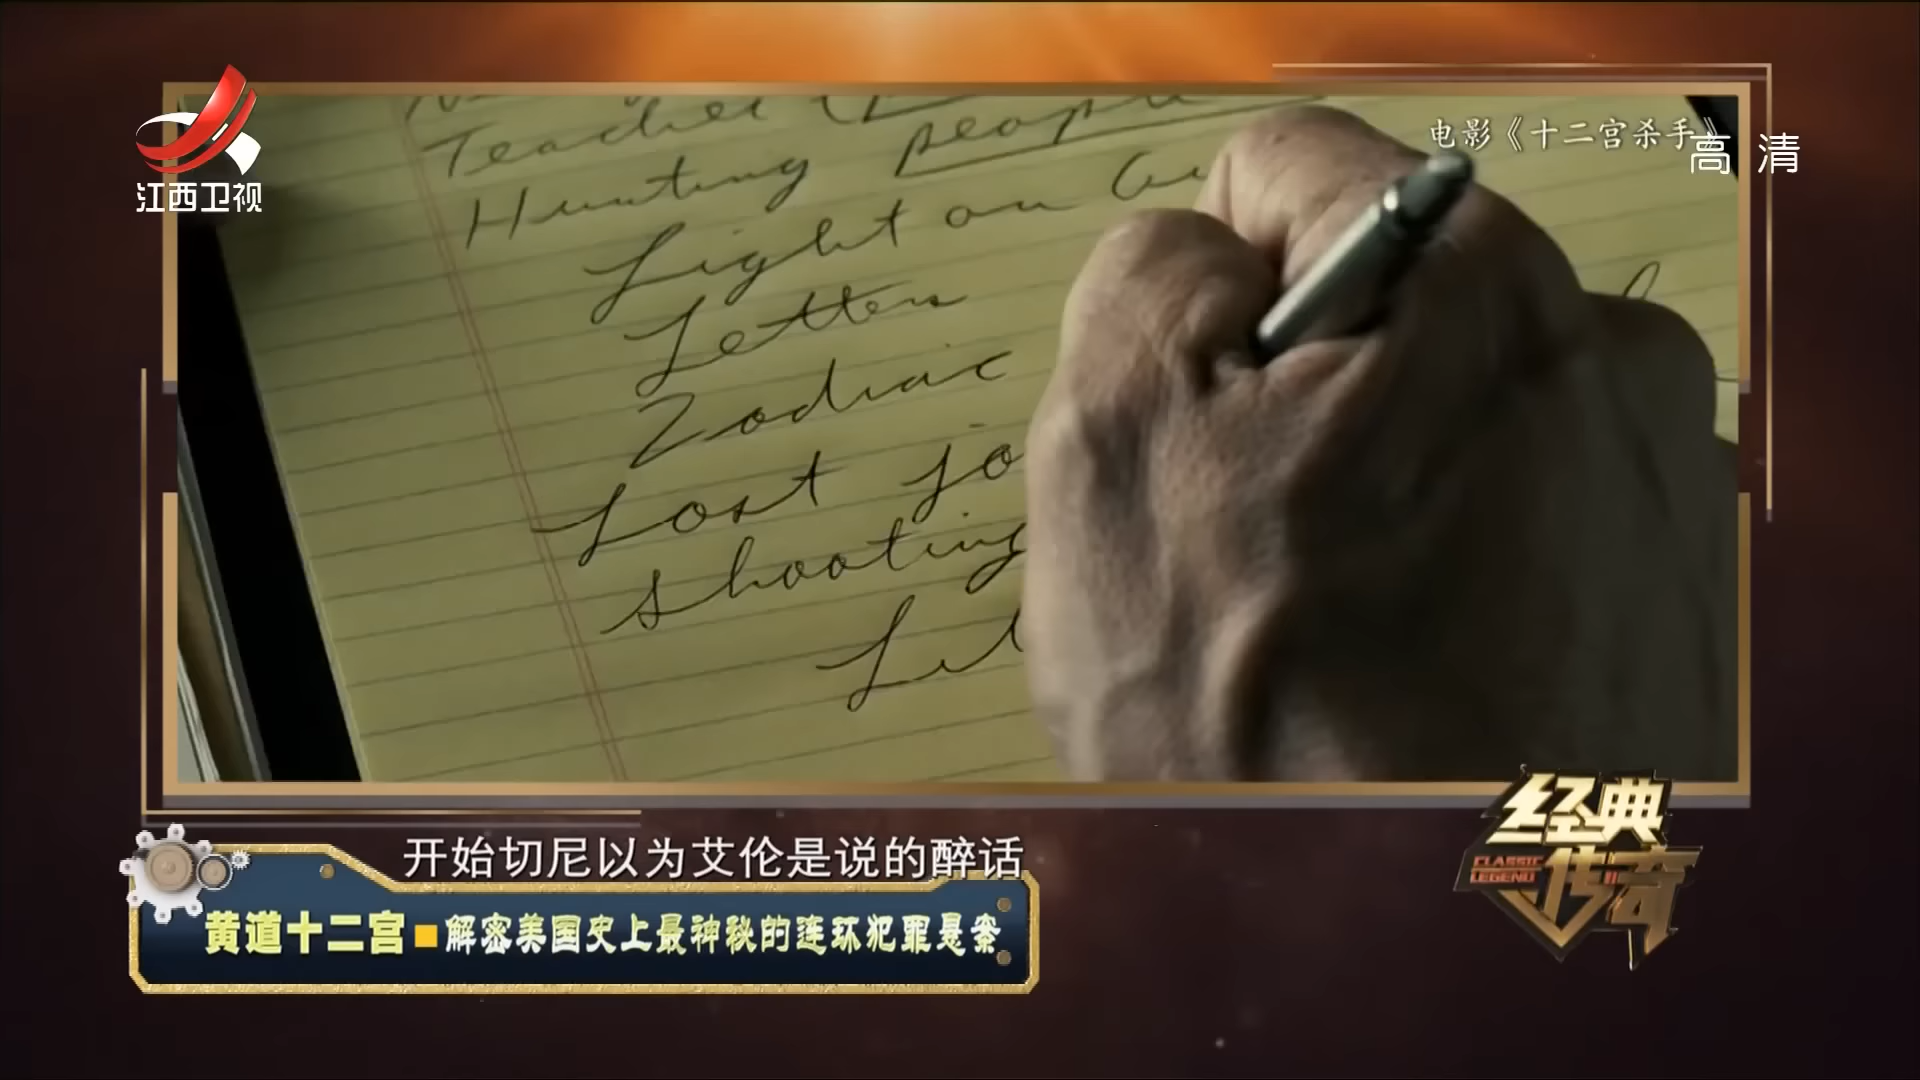 江西卫视
电影《十二宫杀手》
高清
Teacher
Hunting people
Light on
Letters
Zodiac
Lost jo
shooting
经典传奇
CLASSIC
LEGEND
开始切尼以为艾伦是说的醉话
黄道十二宫■解密美国史上最神秘的连环犯罪悬案